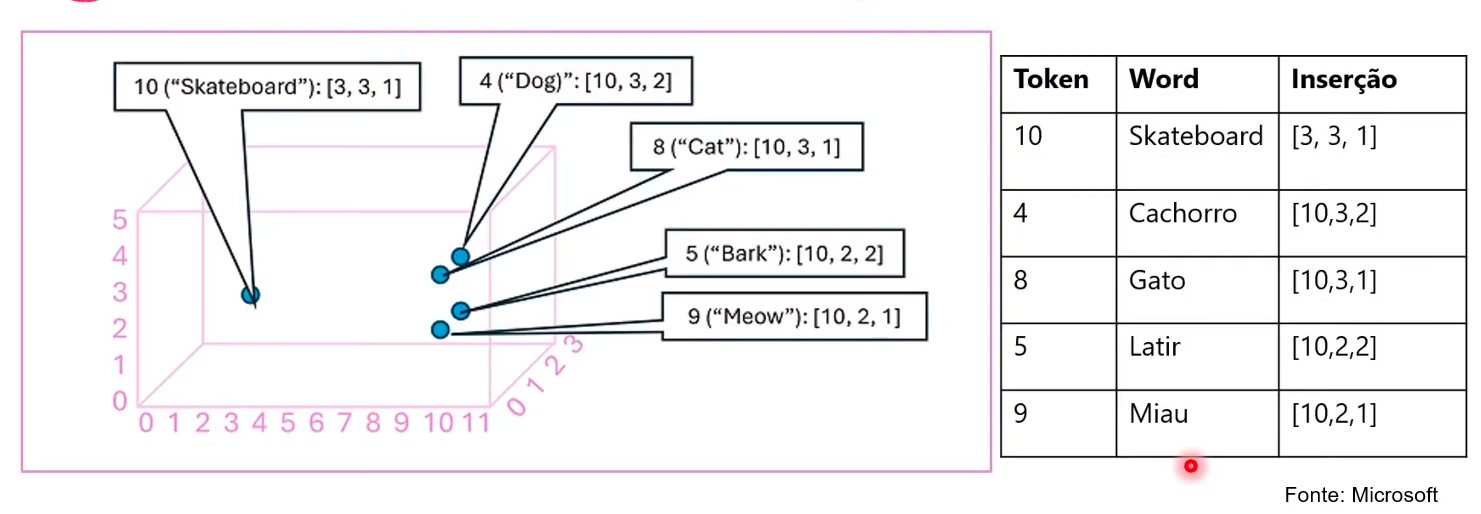 10 (“Skateboard”): [3, 3, 1]
4 (“Dog)”: [10, 3, 2]
8 (“Cat”): [10, 3, 1]
5 (“Bark”): [10, 2, 2]
9 (“Meow”): [10, 2, 1]
5
4
3
2
1
0
0 1 2 3 4 5 6 7 8 9 10 11
0 1 2 3
Token Word Inserção
10 Skateboard [3, 3, 1]
4 Cachorro [10,3,2]
8 Gato [10,3,1]
5 Latir [10,2,2]
9 Miau [10,2,1]
Fonte: Microsoft